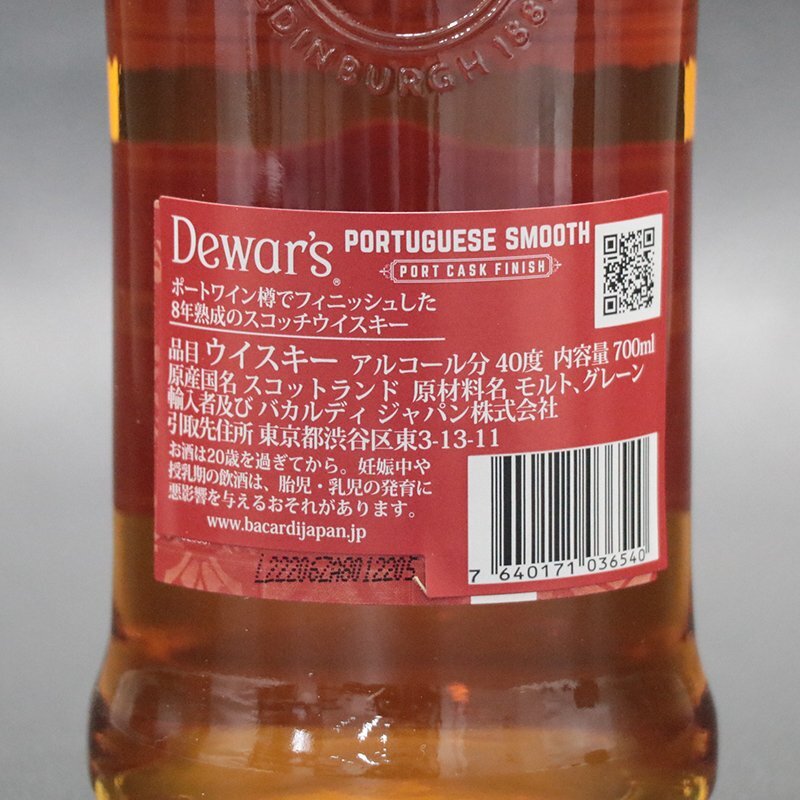 EDINBURGH 188
Dewar's® PORTUGUESE SMOOTH
PORT CASK FINISH
ポートワイン樽でフィニッシュした
8年熟成のスコッチウイスキー
品目 ウイスキー アルコール分 40度 内容量 700ml
原産国名 スコットランド 原材料名 モルト、グレーン
輸入者及び バカルディ ジャパン株式会社
引取先住所 東京都渋谷区東3-13-11
お酒は20歳を過ぎてから。妊娠中や
授乳期の飲酒は、胎児・乳児の発育に
悪影響を与えるおそれがあります。
www.bacardijapan.jp
L22206ZA8012205
7 640171 036540